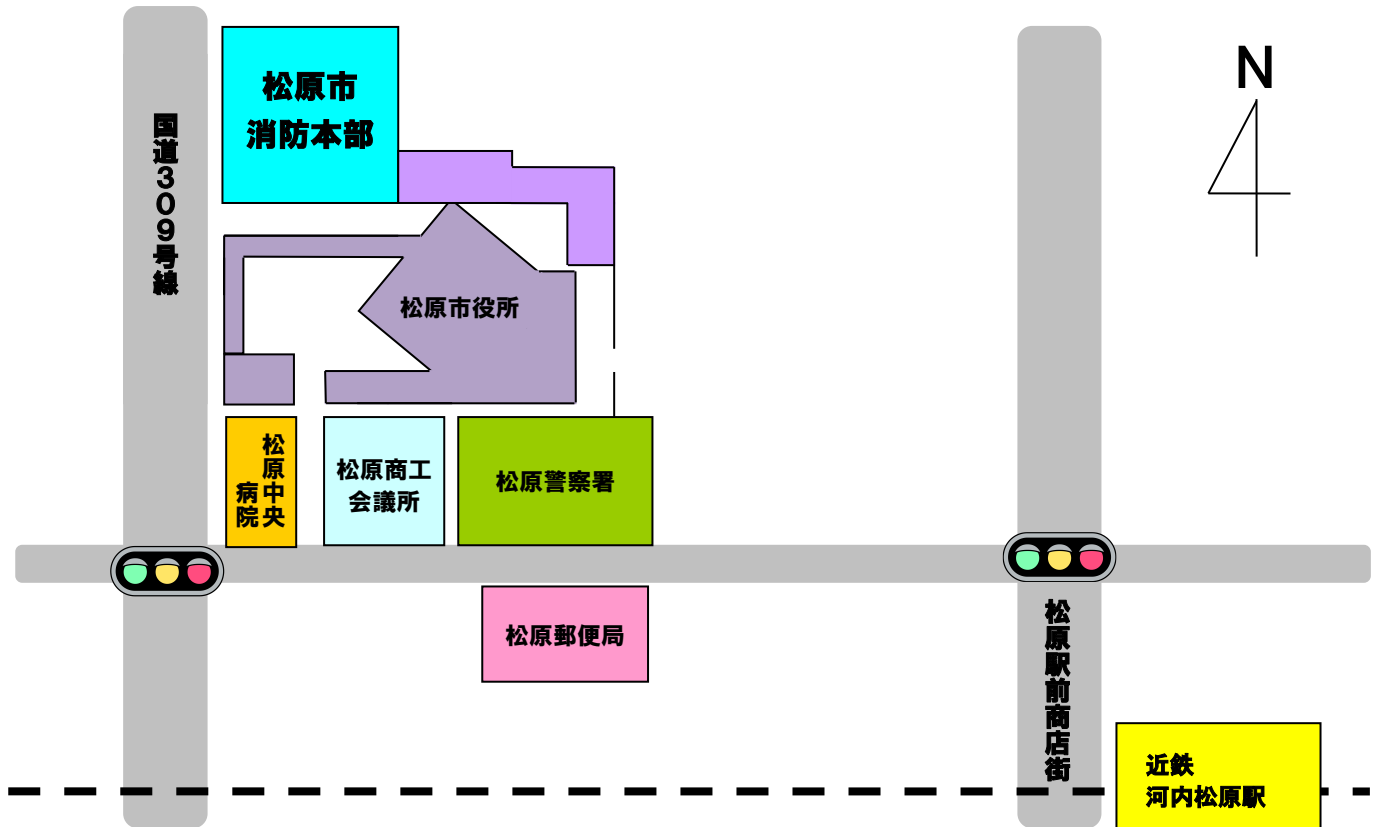 松原市
消防本部
N
国道309号線
松原市役所
松原中央
病院
松原商工
会議所
松原警察署
松原郵便局
松原駅前商店街
近鉄
河内松原駅